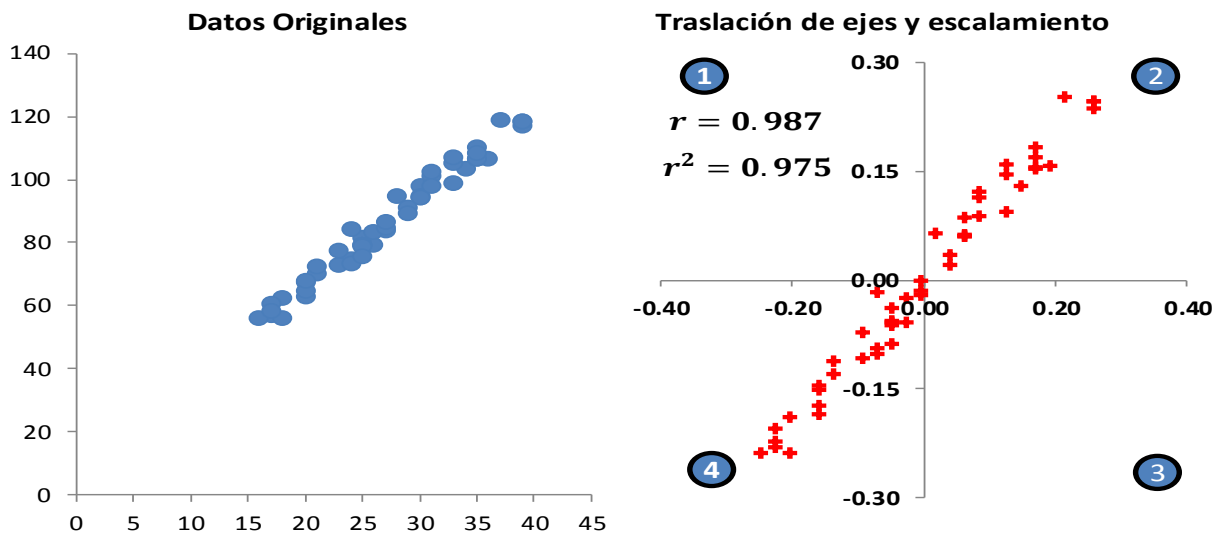 Datos Originales
140
120
100
80
60
40
20
0
0 5 10 15 20 25 30 35 40 45
Traslación de ejes y escalamiento
1
2
r = 0.987
r² = 0.975
0.30
0.15
0.00
-0.40 -0.20 0.00 0.20 0.40
-0.15
-0.30
4
3